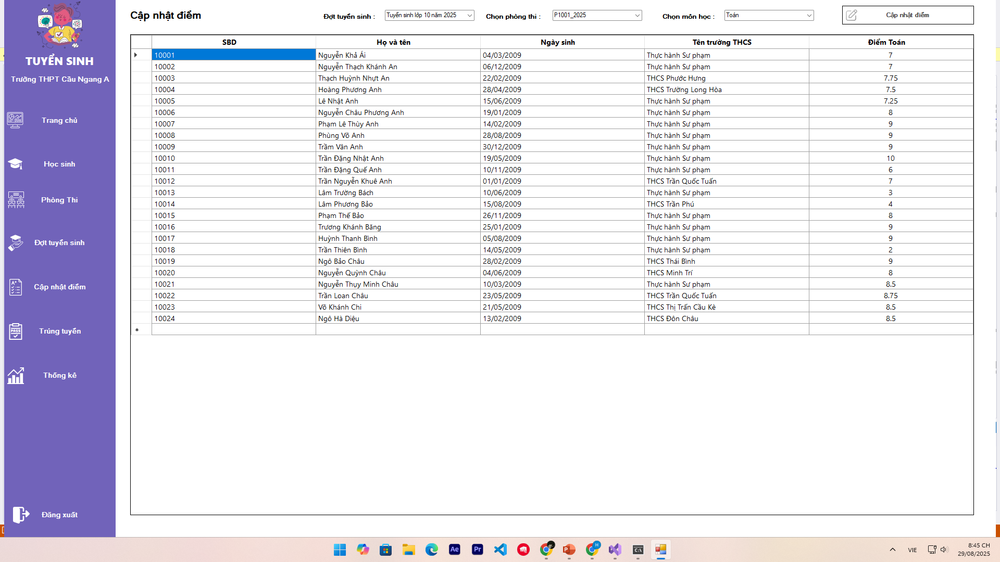 TUYỂN SINH
Trường THPT Cầu Ngang A
Trang chủ
Học sinh
Phòng Thi
Đợt tuyển sinh
Cập nhật điểm
Trúng tuyển
Thống kê
Đăng xuất
Cập nhật điểm
Đợt tuyển sinh : Tuyển sinh lớp 10 năm 2025
Chọn phòng thi : P1001_2025
Chọn môn học : Toán
Cập nhật điểm
SBD Họ và tên Ngày sinh Tên trường THCS Điểm Toán
10001 Nguyễn Khả Ái 04/03/2009 Thực hành Sư phạm 7
10002 Nguyễn Thạch Khánh An 06/12/2009 Thực hành Sư phạm 7
10003 Thạch Huỳnh Nhựt An 22/02/2009 THCS Phước Hưng 7.75
10004 Hoàng Phương Anh 28/04/2009 THCS Trường Long Hòa 7.5
10005 Lê Nhật Anh 15/06/2009 Thực hành Sư phạm 7.25
10006 Nguyễn Châu Phương Anh 19/01/2009 Thực hành Sư phạm 8
10007 Phạm Lê Thùy Anh 14/02/2009 Thực hành Sư phạm 9
10008 Phùng Võ Anh 28/08/2009 Thực hành Sư phạm 9
10009 Trầm Vân Anh 30/12/2009 Thực hành Sư phạm 9
10010 Trần Đặng Nhật Anh 19/05/2009 Thực hành Sư phạm 10
10011 Trần Đặng Quế Anh 10/11/2009 Thực hành Sư phạm 6
10012 Trần Nguyễn Khuê Anh 01/01/2009 THCS Trần Quốc Tuấn 7
10013 Lâm Trường Bách 10/06/2009 Thực hành Sư phạm 3
10014 Lâm Phương Bảo 15/08/2009 THCS Trần Phú 4
10015 Phạm Thế Bảo 26/11/2009 Thực hành Sư phạm 8
10016 Trương Khánh Băng 25/01/2009 Thực hành Sư phạm 9
10017 Huỳnh Thanh Bình 05/08/2009 Thực hành Sư phạm 9
10018 Trần Thiên Bình 14/05/2009 Thực hành Sư phạm 2
10019 Ngô Bảo Châu 28/02/2009 THCS Thái Bình 9
10020 Nguyễn Quỳnh Châu 04/06/2009 THCS Minh Trí 8
10021 Nguyễn Thụy Minh Châu 10/03/2009 Thực hành Sư phạm 8.5
10022 Trần Loan Châu 23/05/2009 THCS Trần Quốc Tuấn 8.75
10023 Võ Khánh Chi 21/05/2009 THCS Thị Trấn Cầu Kè 8.5
10024 Ngô Hà Diệu 13/02/2009 THCS Đôn Châu 8.5
VIE
8:45 CH
29/08/2025